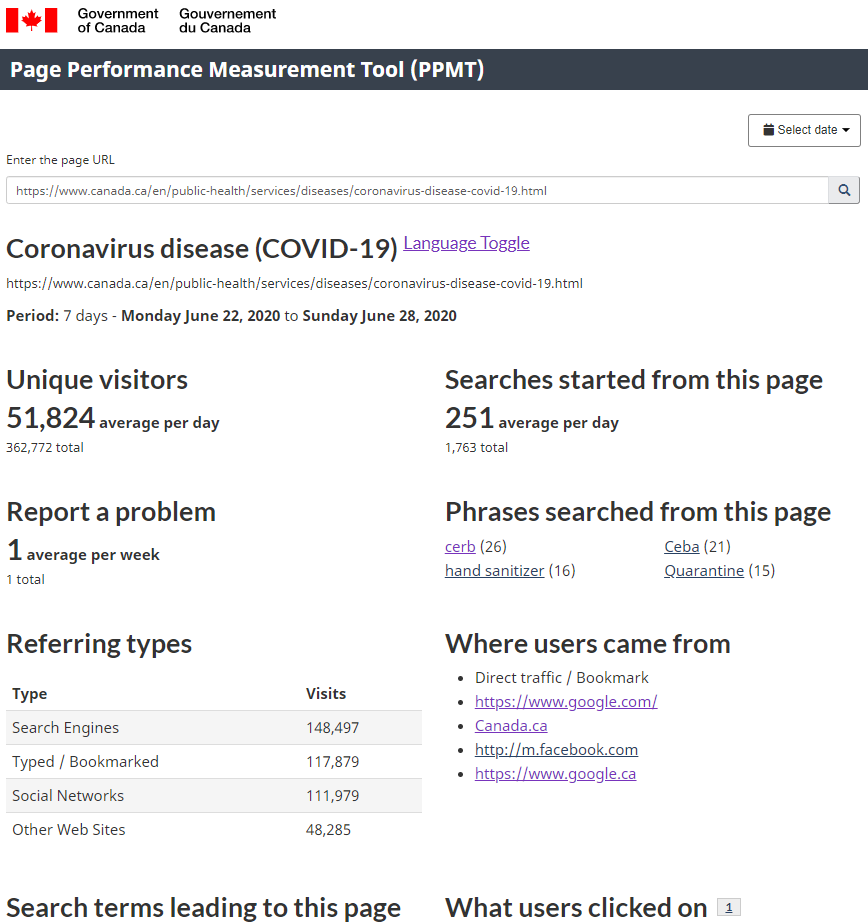 Government of Canada
Gouvernement du Canada
Page Performance Measurement Tool (PPMT)
Select date
Enter the page URL
https://www.canada.ca/en/public-health/services/diseases/coronavirus-disease-covid-19.html
Coronavirus disease (COVID-19) Language Toggle
https://www.canada.ca/en/public-health/services/diseases/coronavirus-disease-covid-19.html
Period: 7 days - Monday June 22, 2020 to Sunday June 28, 2020
Unique visitors
51,824 average per day
362,772 total
Searches started from this page
251 average per day
1,763 total
Report a problem
1 average per week
1 total
Phrases searched from this page
cerb (26) Ceba (21)
hand sanitizer (16) Quarantine (15)
Referring types
Type Visits
Search Engines 148,497
Typed / Bookmarked 117,879
Social Networks 111,979
Other Web Sites 48,285
Where users came from
Direct traffic / Bookmark
https://www.google.com/
Canada.ca
http://m.facebook.com
https://www.google.ca
Search terms leading to this page
What users clicked on 1